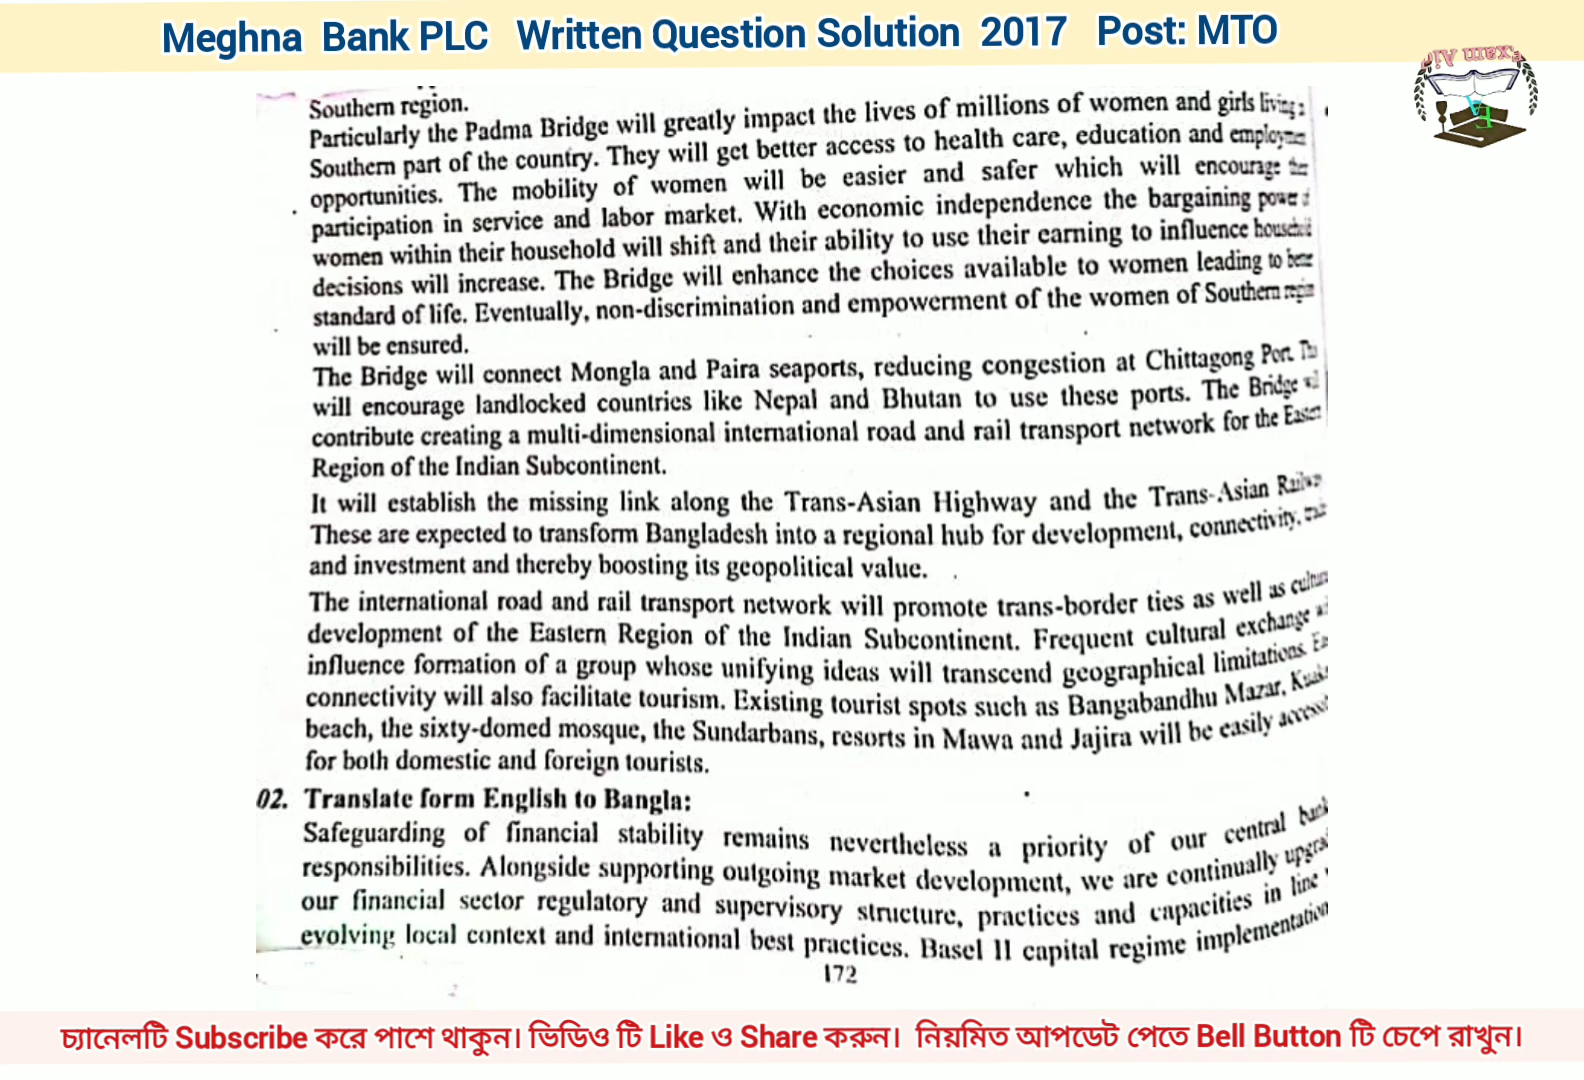 Meghna Bank PLC Written Question Solution 2017 Post: MTO
Exam Aid
EA
Southern region.
Particularly the Padma Bridge will greatly impact the lives of millions of women and girls living
Southern part of the country. They will get better access to health care, education and
opportunities. The mobility of women will be easier and safer which will encourage
participation in service and labor market. With economic independence the bargaining power
women within their household will shift and their ability to use their earning to influence
decisions will increase. The Bridge will enhance the choices available to women leading to
standard of life. Eventually, non-discrimination and empowerment of the women of Southern
will be ensured.
The Bridge will connect Mongla and Paira seaports, reducing congestion at Chittagong Port.
will encourage landlocked countries like Nepal and Bhutan to use these ports. The Bridge
contribute creating a multi-dimensional international road and rail transport network for the
Region of the Indian Subcontinent.
It will establish the missing link along the Trans-Asian Highway and the Trans-Asian
These are expected to transform Bangladesh into a regional hub for development, connectivity,
and investment and thereby boosting its geopolitical value.
The international road and rail transport network will promote trans-border ties as well as
development of the Eastern Region of the Indian Subcontinent. Frequent cultural exchange
influence formation of a group whose unifying ideas will transcend geographical limitations.
connectivity will also facilitate tourism. Existing tourist spots such as Bangabandhu Mazar,
beach, the sixty-domed mosque, the Sundarbans, resorts in Mawa and Jajira will be easily
for both domestic and foreign tourists.
02. Translate form English to Bangla:
Safeguarding of financial stability remains nevertheless a priority of our central
responsibilities. Alongside supporting outgoing market development, we are continually
our financial sector regulatory and supervisory structure, practices and capacities in line
evolving local context and international best practices. Basel II capital regime implementation
172
চ্যানেলটি Subscribe করে পাশে থাকুন। ভিডিও টি Like ও Share করুন। নিয়মিত আপডেট পেতে Bell Button টি চেপে রাখুন।